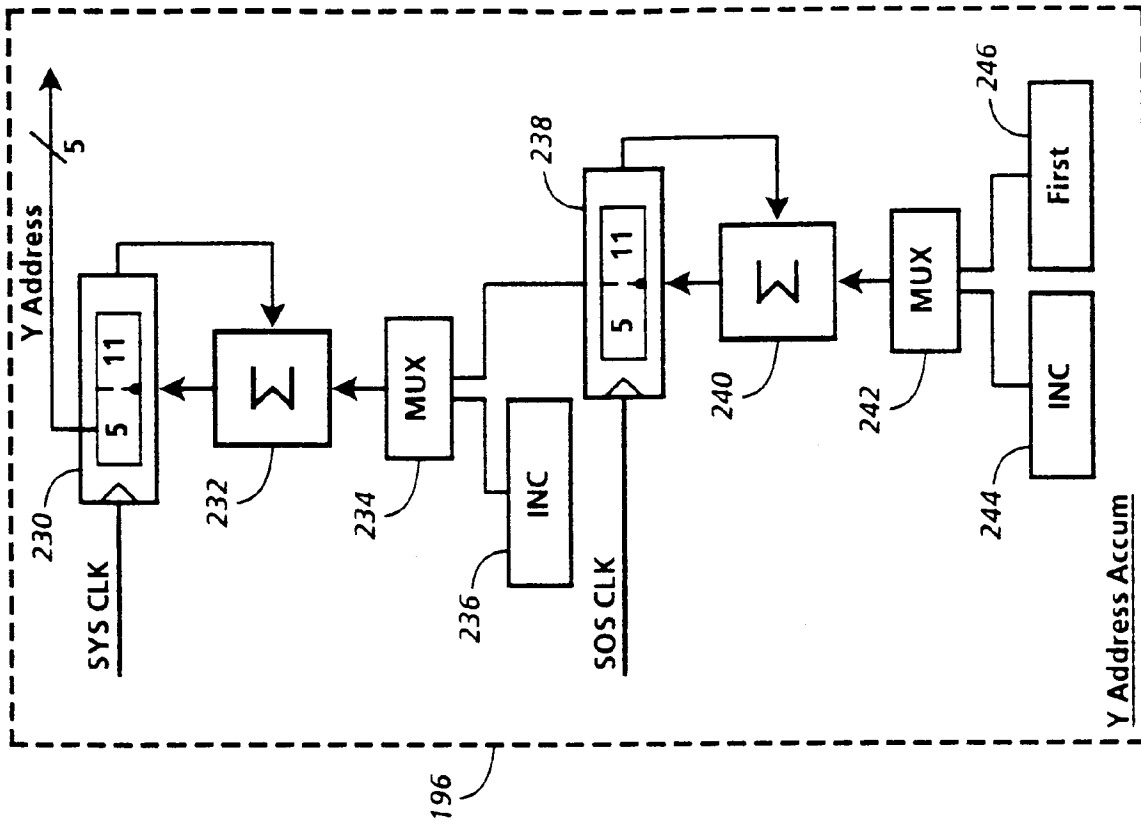 Y Address
5
230
5 11
SYS CLK
232
Σ
234
MUX
236
INC
238
5 11
SOS CLK
240
Σ
242
MUX
244
INC
246
First
Y Address Accum
196